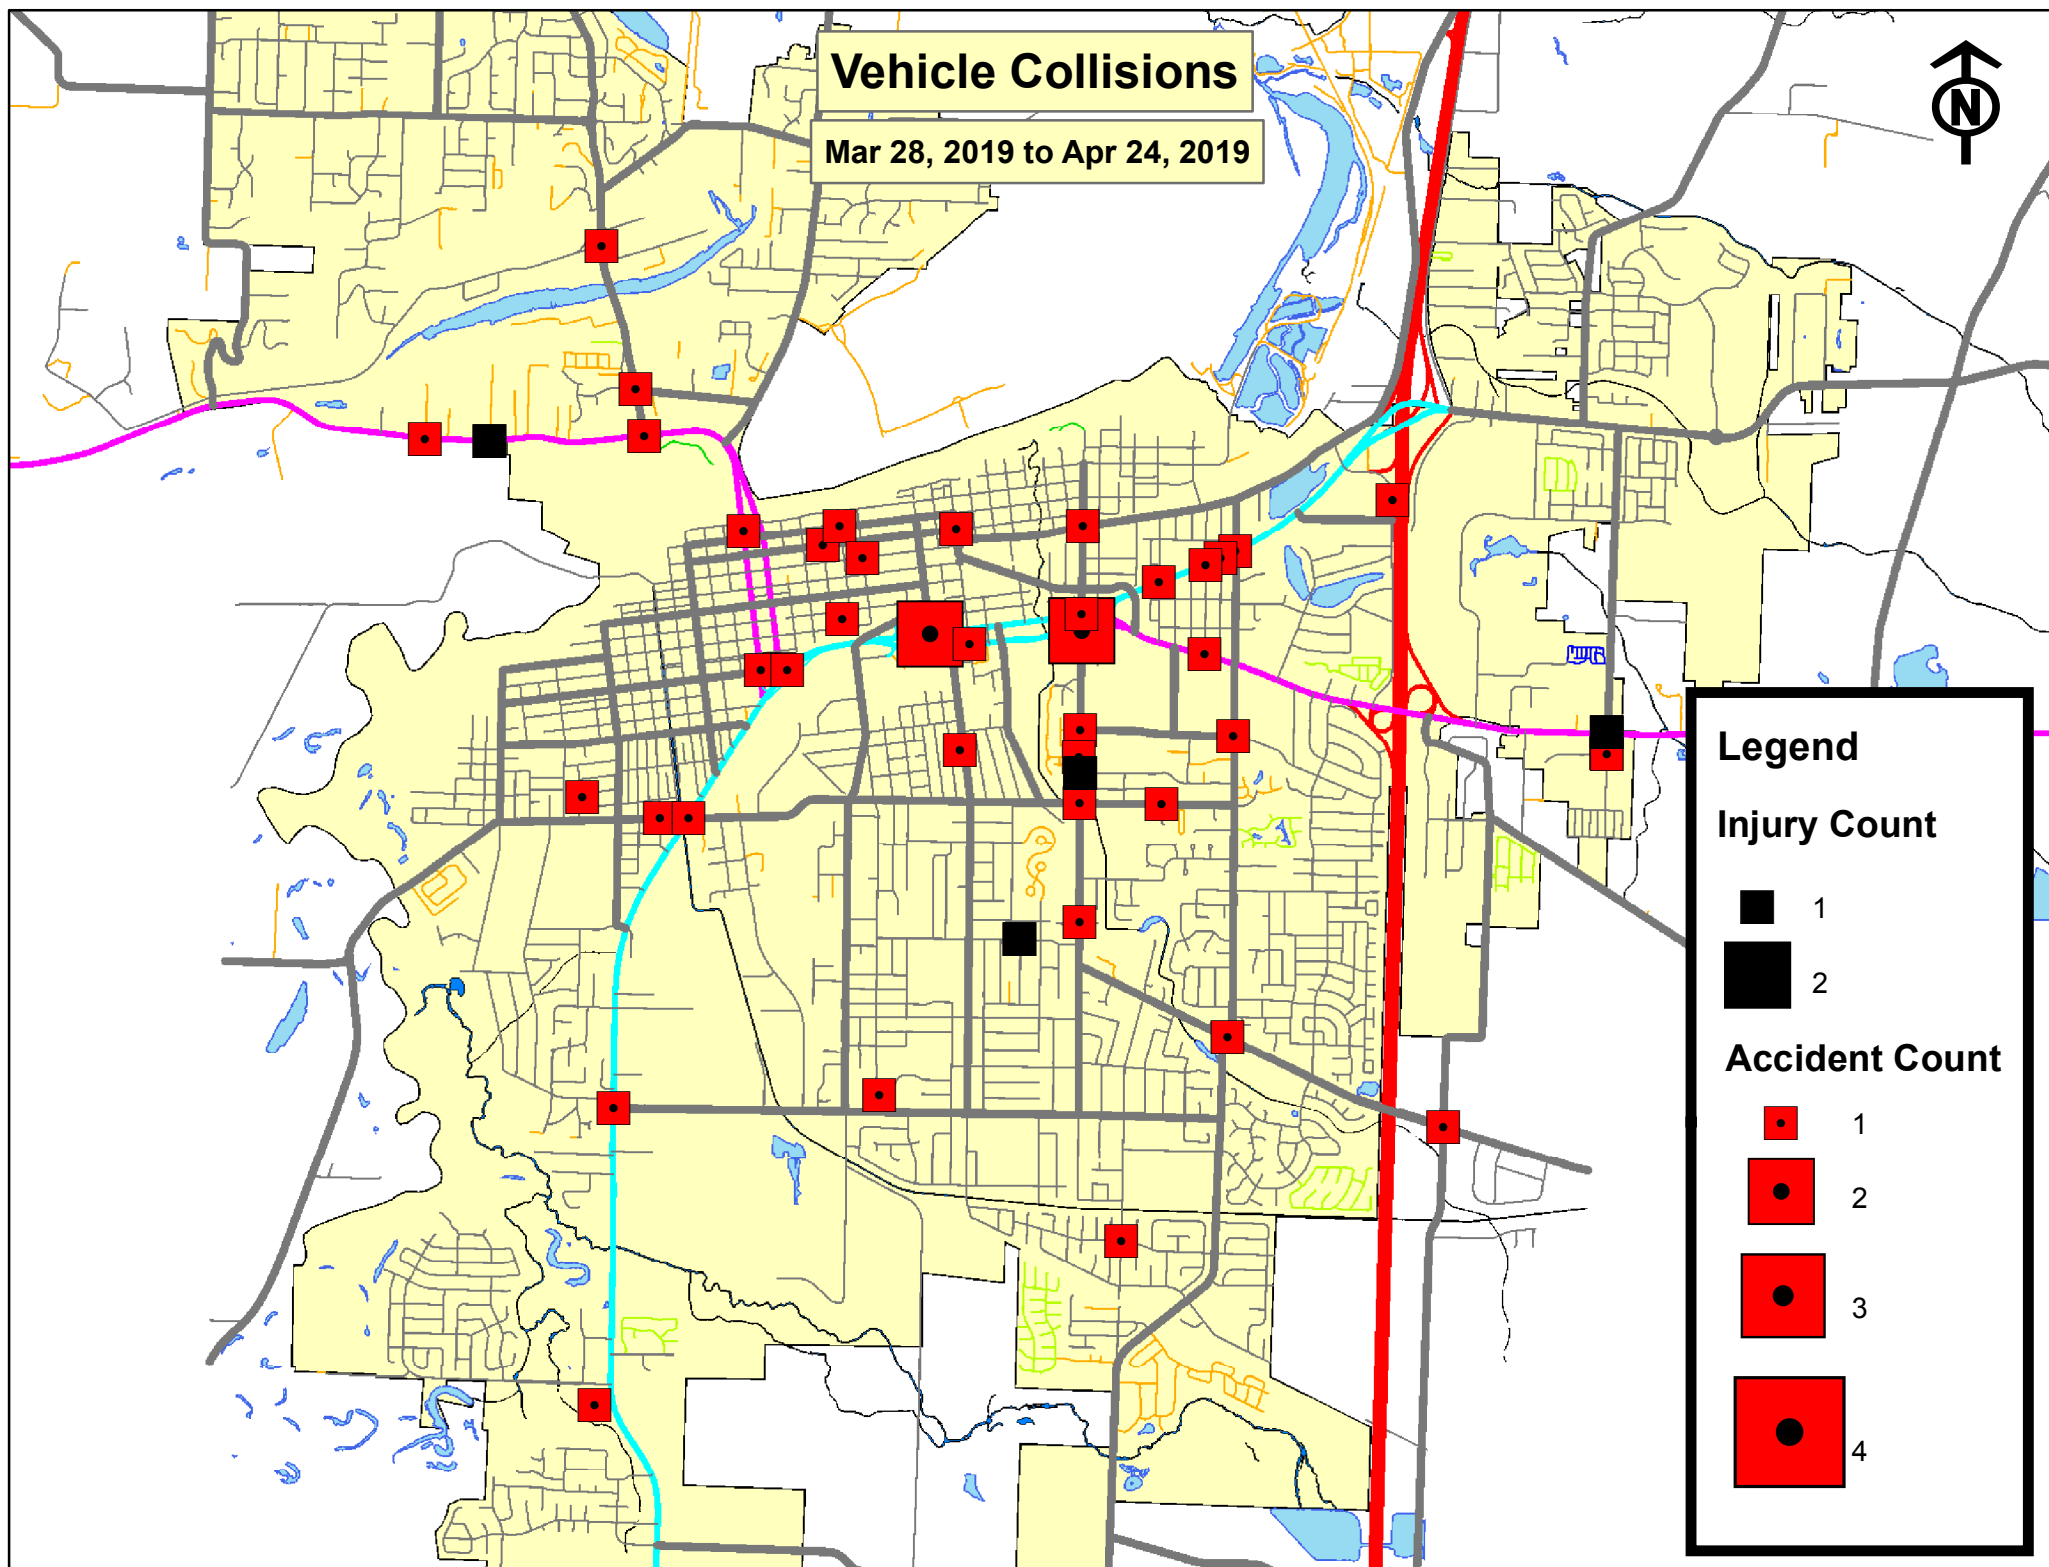 Vehicle Collisions
Mar 28, 2019 to Apr 24, 2019
N
Legend
Injury Count
1
2
Accident Count
1
2
3
4